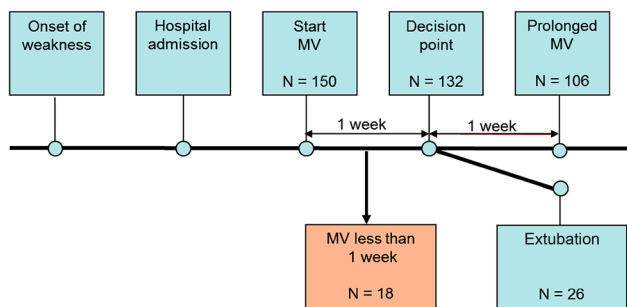 Onset of
weakness
Hospital
admission
Start
MV
N = 150
Decision
point
N = 132
Prolonged
MV
N = 106
1 week
1 week
MV less than
1 week
N = 18
Extubation
N = 26